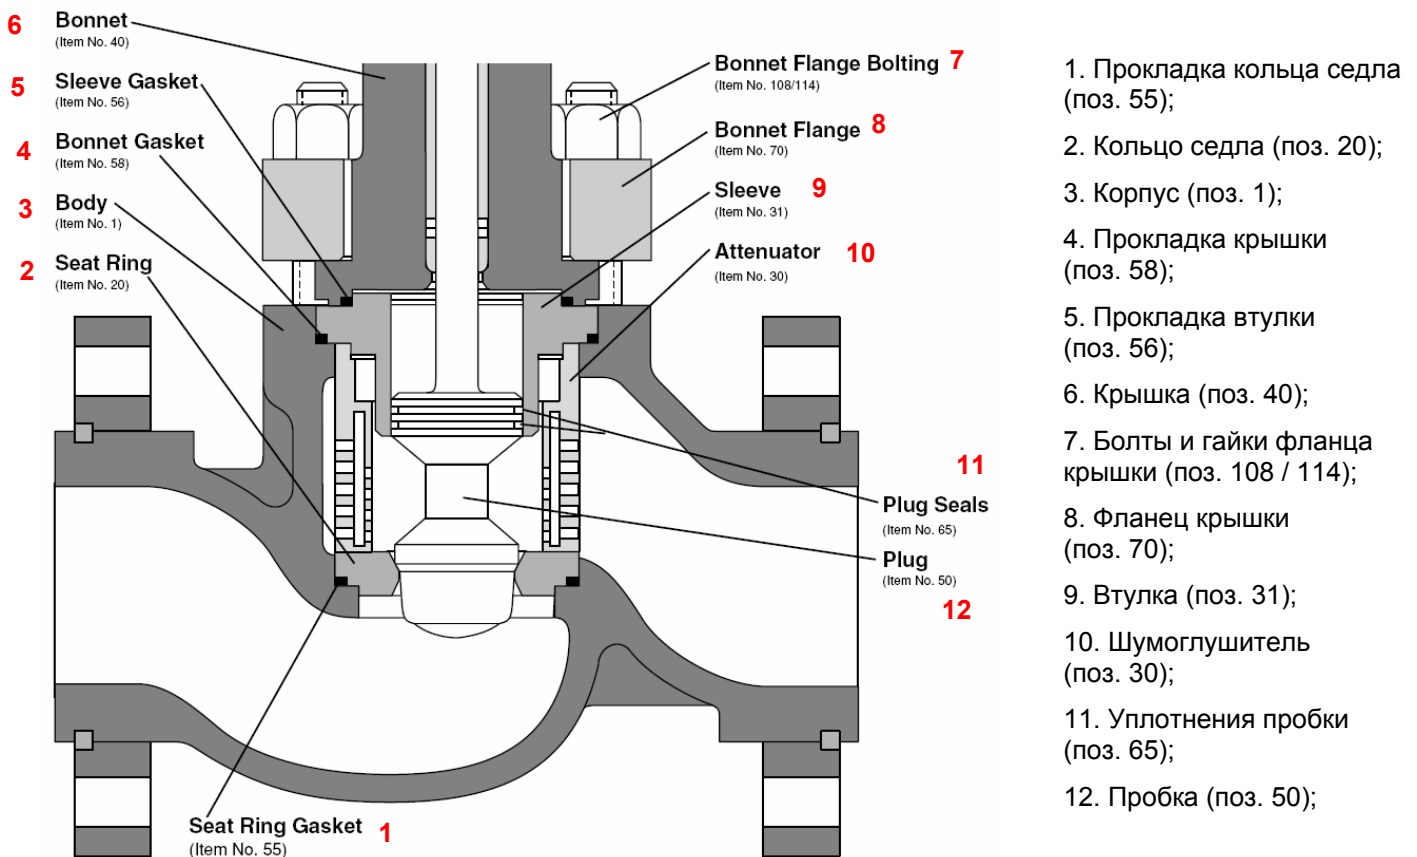 6 Bonnet
(Item No. 40)
5 Sleeve Gasket
(Item No. 56)
4 Bonnet Gasket
(Item No. 58)
3 Body
(Item No. 1)
2 Seat Ring
(Item No. 20)
Seat Ring Gasket 1
(Item No. 55)
Bonnet Flange Bolting 7
(Item No. 108/114)
Bonnet Flange 8
(Item No. 70)
Sleeve 9
(Item No. 31)
Attenuator 10
(Item No. 30)
11
Plug Seals
(Item No. 65)
Plug
(Item No. 50)
12
1. Прокладка кольца седла
(поз. 55);
2. Кольцо седла (поз. 20);
3. Корпус (поз. 1);
4. Прокладка крышки
(поз. 58);
5. Прокладка втулки
(поз. 56);
6. Крышка (поз. 40);
7. Болты и гайки фланца
крышки (поз. 108 / 114);
8. Фланец крышки
(поз. 70);
9. Втулка (поз. 31);
10. Шумоглушитель
(поз. 30);
11. Уплотнения пробки
(поз. 65);
12. Пробка (поз. 50);